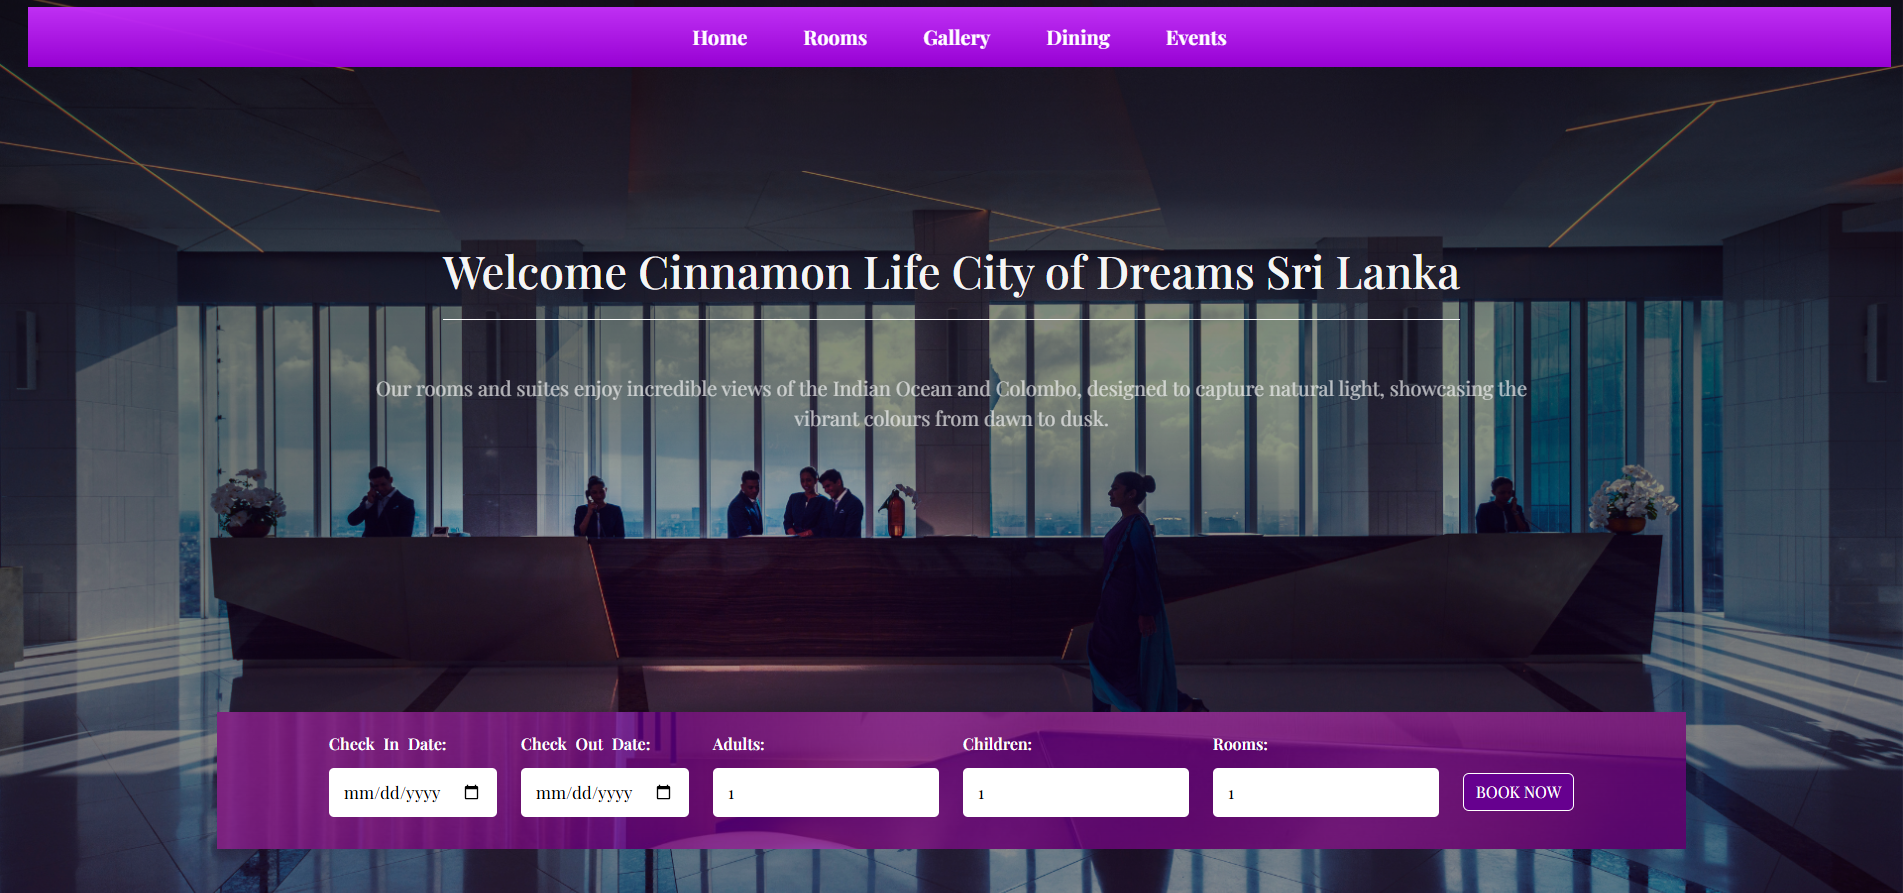 Home Rooms Gallery Dining Events
Welcome Cinnamon Life City of Dreams Sri Lanka
Our rooms and suites enjoy incredible views of the Indian Ocean and Colombo, designed to capture natural light, showcasing the
vibrant colours from dawn to dusk.
Check In Date: Check Out Date: Adults: Children: Rooms:
mm/dd/yyyy mm/dd/yyyy 1 1 1 BOOK NOW